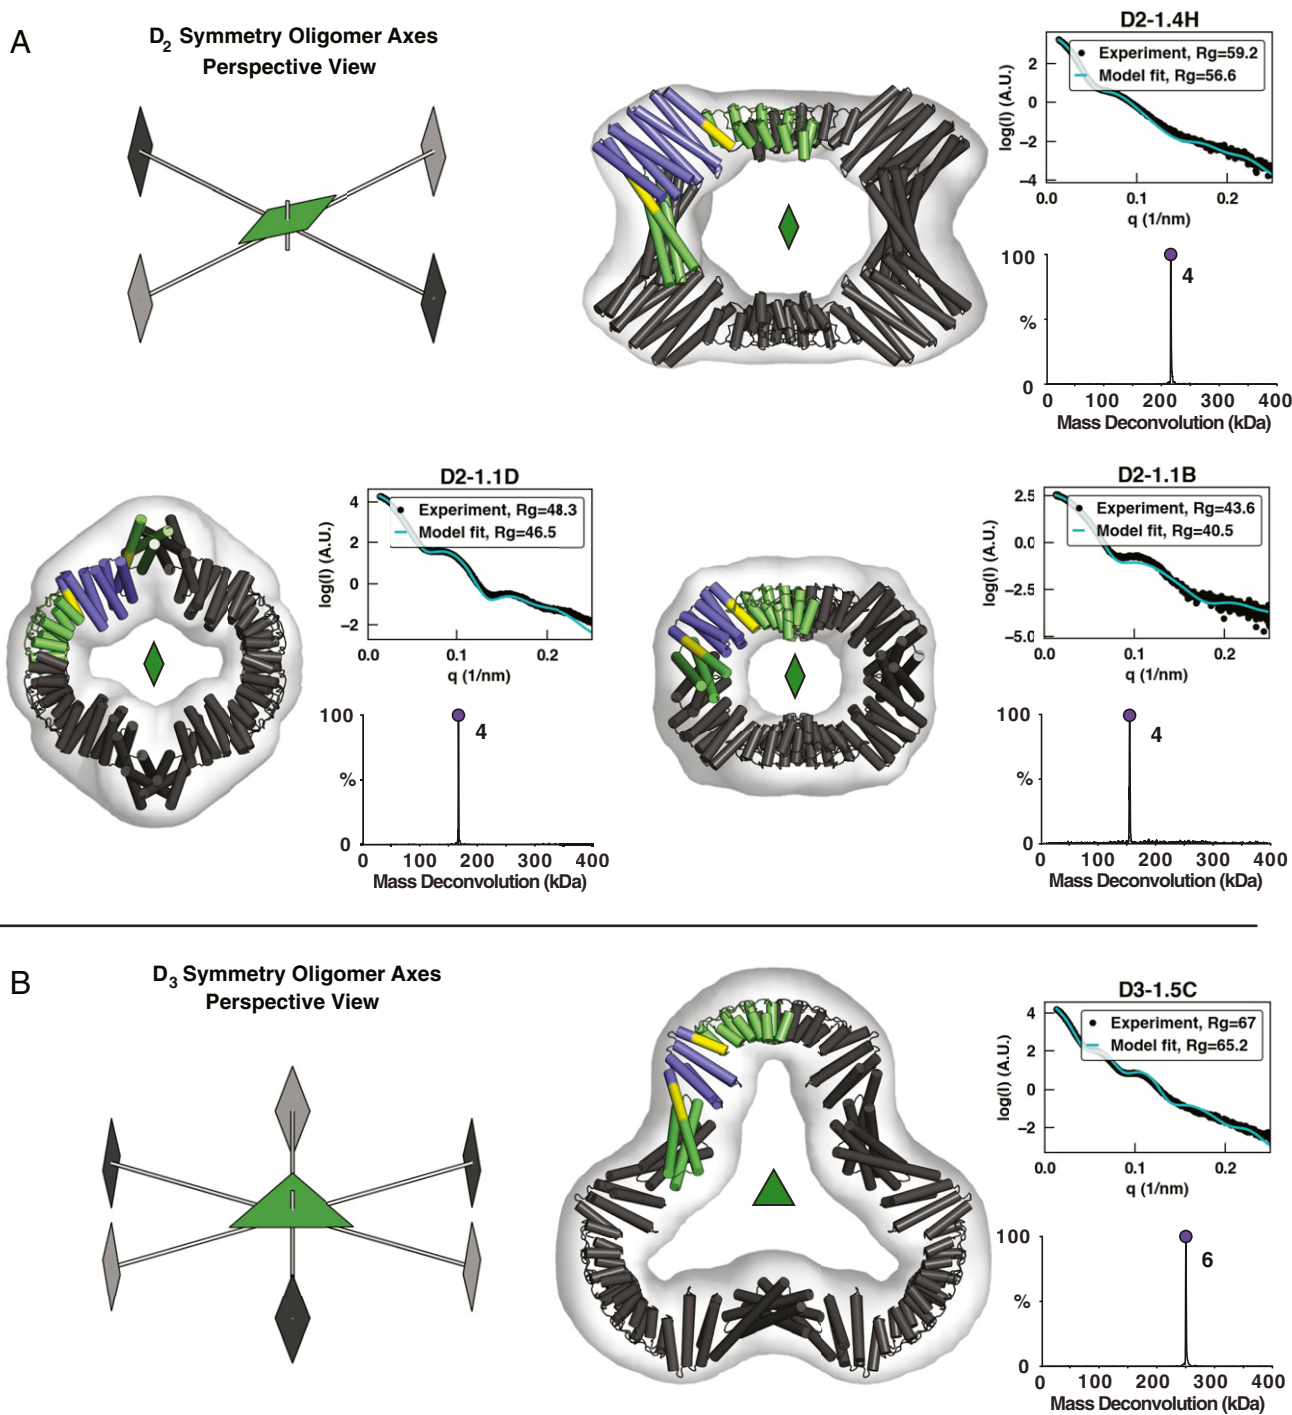 A
D2 Symmetry Oligomer Axes
Perspective View
D2-1.4H
Experiment, Rg=59.2
Model fit, Rg=56.6
log(I) (A.U.)
2
0
−2
−4
0.0 0.1 0.2
q (1/nm)
100
%
0
4
0 100 200 300 400
Mass Deconvolution (kDa)
D2-1.1D
Experiment, Rg=48.3
Model fit, Rg=46.5
log(I) (A.U.)
4
2
0
−2
0.0 0.1 0.2
q (1/nm)
100
%
0
4
0 100 200 300 400
Mass Deconvolution (kDa)
D2-1.1B
Experiment, Rg=43.6
Model fit, Rg=40.5
log(I) (A.U.)
2.5
0.0
−2.5
−5.0
0.0 0.1 0.2
q (1/nm)
100
%
0
4
0 100 200 300 400
Mass Deconvolution (kDa)
B
D3 Symmetry Oligomer Axes
Perspective View
D3-1.5C
Experiment, Rg=67
Model fit, Rg=65.2
log(I) (A.U.)
4
2
0
−2
0.0 0.1 0.2
q (1/nm)
100
%
0
6
0 100 200 300 400
Mass Deconvolution (kDa)